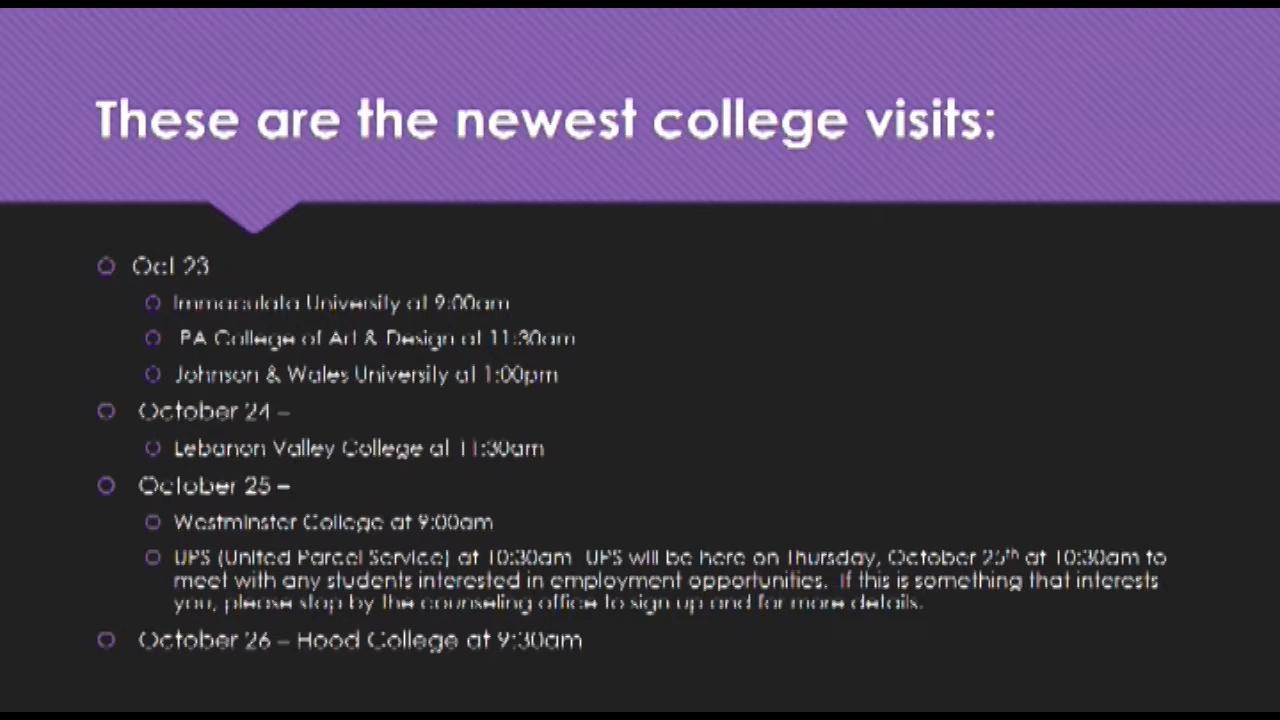 These are the newest college visits:
Oct 23
Immaculata University at 9:00am
PA College of Art & Design at 11:30am
Johnson & Wales University at 1:00pm
October 24 –
Lebanon Valley College at 11:30am
October 25 –
Westminster College at 9:00am
UPS (United Parcel Service) at 10:30am UPS will be here on Thursday, October 25th at 10:30am to
meet with any students interested in employment opportunities. If this is something that interests
you, please stop by the counseling office to sign up and for more details.
October 26 – Hood College at 9:30am